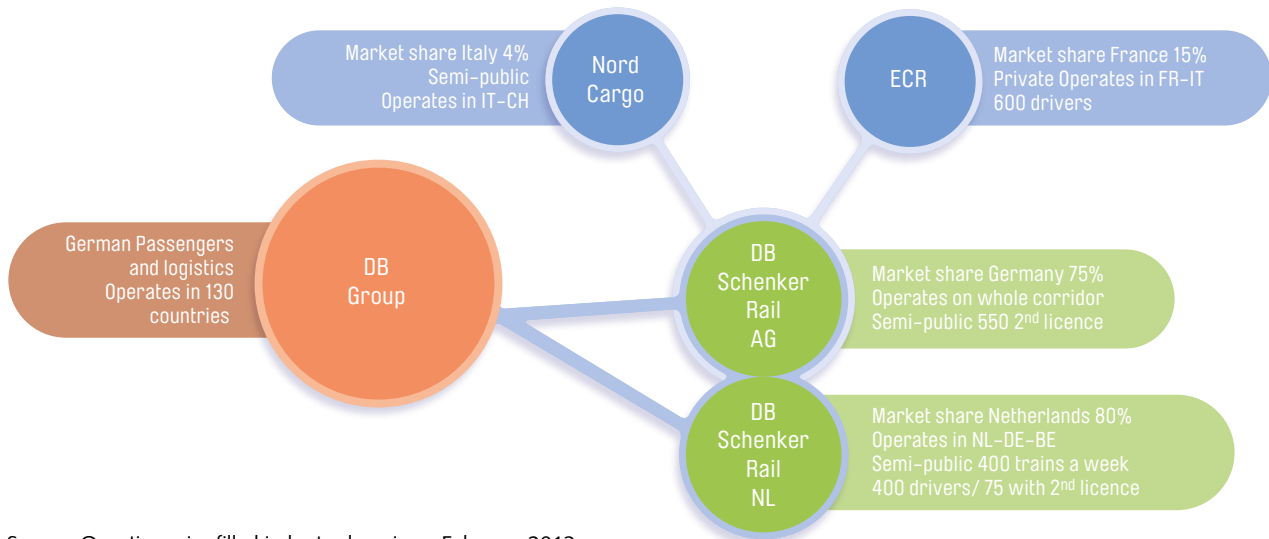 Market share Italy 4%
Semi-public
Operates in IT-CH
Nord
Cargo
ECR
Market share France 15%
Private Operates in FR-IT
600 drivers
German Passengers
and logistics
Operates in 130
countries
DB
Group
DB
Schenker
Rail
AG
Market share Germany 75%
Operates on whole corridor
Semi-public 550 2nd licence
DB
Schenker
Rail
NL
Market share Netherlands 80%
Operates in NL-DE-BE
Semi-public 400 trains a week
400 drivers/ 75 with 2nd licence